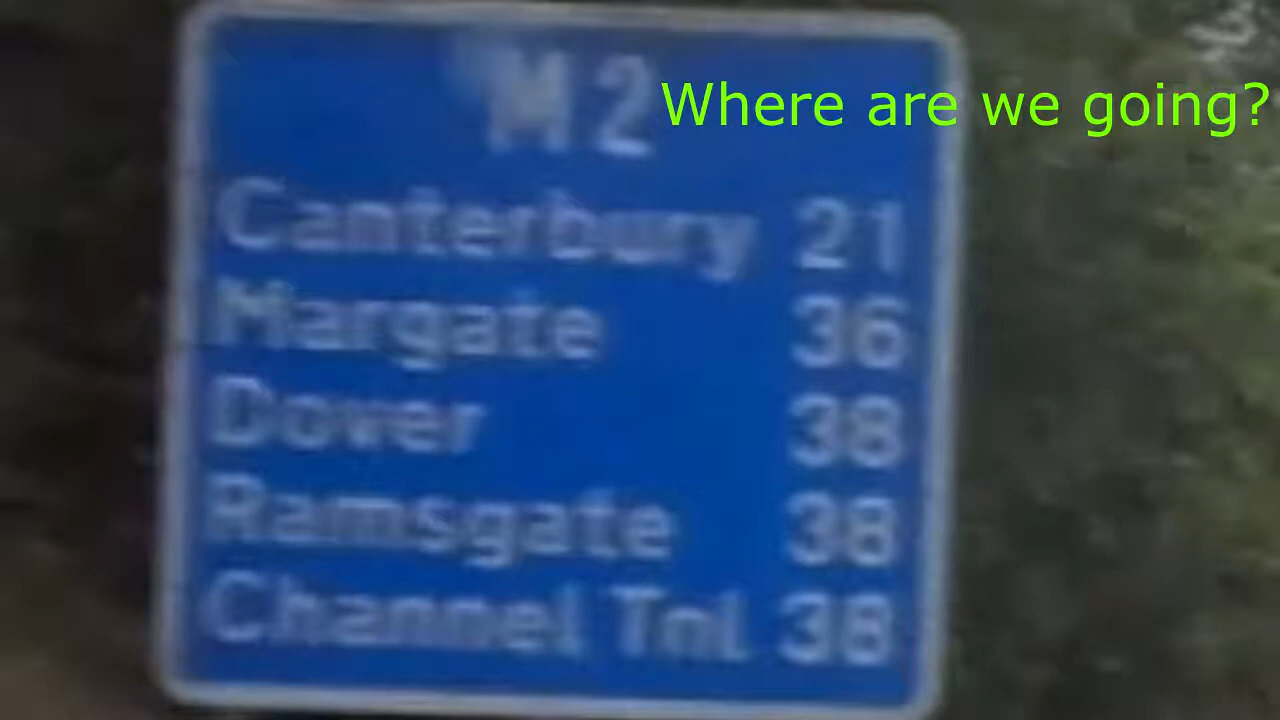 M2
Where are we going?
Canterbury 21
Margate 36
Dover 38
Ramsgate 38
Channel Tnl 38